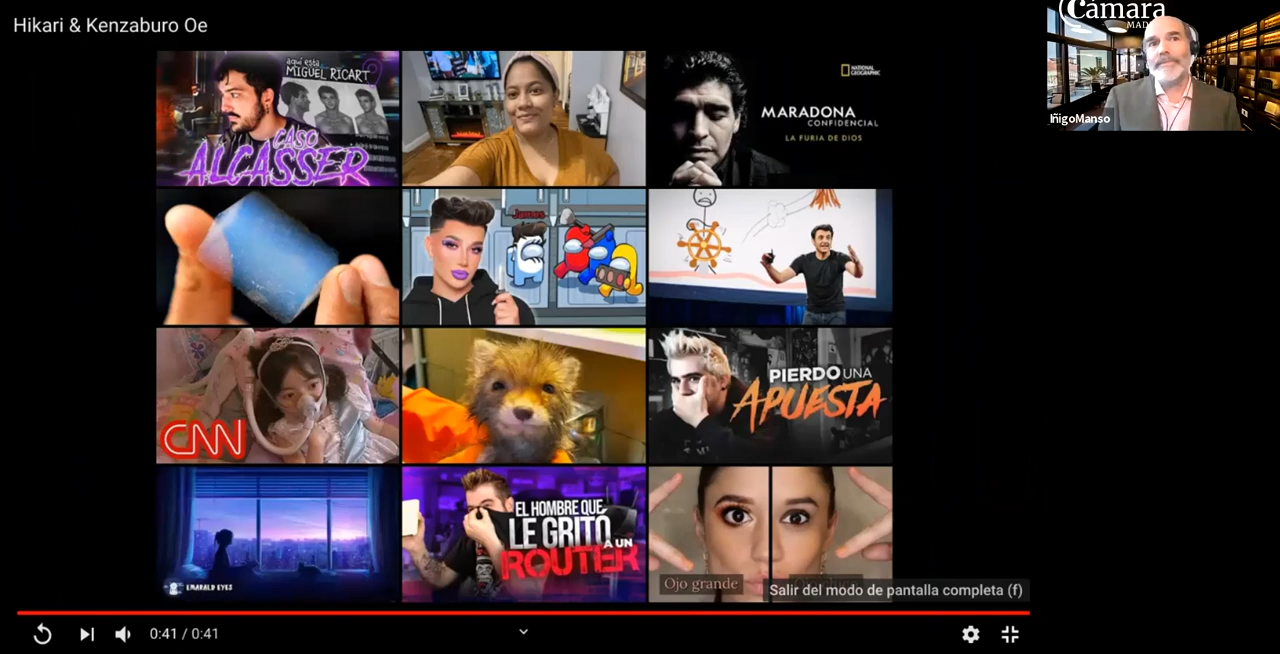 Hikari & Kenzaburo Oe
Cámara
MAD
IñigoManso
aquí está
MIGUEL RICART
CASO
ALCASSER
NATIONAL
GEOGRAPHIC
MARADONA
CONFIDENCIAL
LA FURIA DE DIOS
James
CNN
PIERDO UNA
APUESTA
EMERALD EYES
EL HOMBRE QUE
LE GRITÓ
A UN
ROUTER
Ojo grande
Salir del modo de pantalla completa (f)
0:41 / 0:41